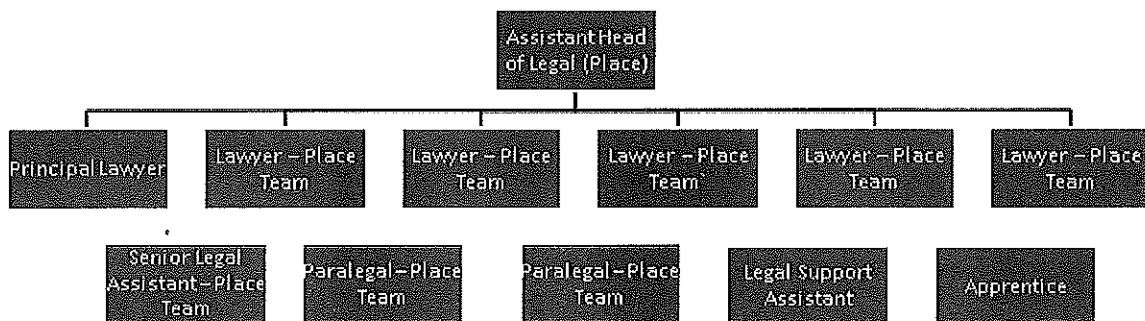 Assistant Head
of Legal (Place)
Principal Lawyer
Lawyer – Place
Team
Lawyer – Place
Team
Lawyer – Place
Team
Lawyer – Place
Team
Lawyer – Place
Team
Senior Legal
Assistant – Place
Team
Paralegal – Place
Team
Paralegal – Place
Team
Legal Support
Assistant
Apprentice